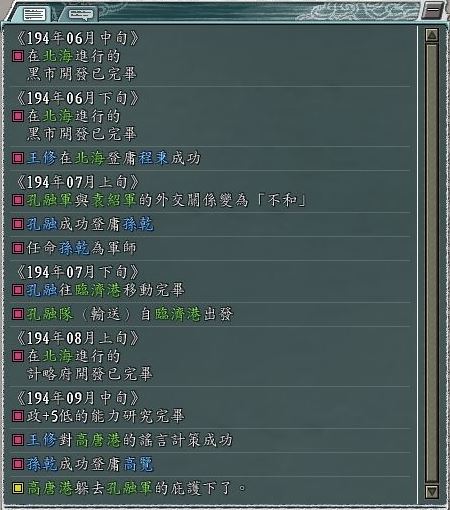 《194年06月中旬》
在北海進行的
黑市開發已完畢
《194年06月下旬》
在北海進行的
黑市開發已完畢
王修在北海登庸程秉成功
《194年07月上旬》
孔融軍與袁紹軍的外交關係變為「不和」
孔融成功登庸孫乾
任命孫乾為軍師
《194年07月下旬》
孔融往臨濟港移動完畢
孔融隊（輸送）自臨濟港出發
《194年08月上旬》
在北海進行的
計略府開發已完畢
《194年09月中旬》
政+5低的能力研究完畢
王修對高唐港的謠言計策成功
孫乾成功登庸高覽
高唐港躲去孔融軍的庇護下了。